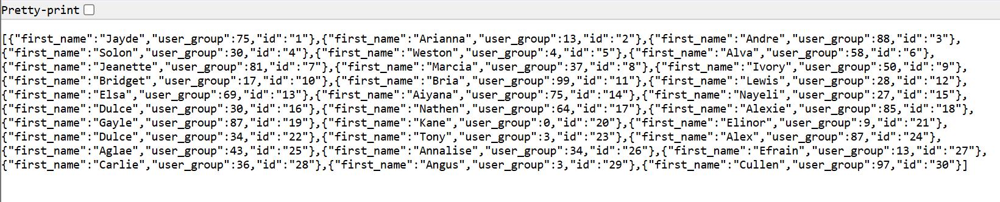 Pretty-print
[{"first_name":"Jayde","user_group":75,"id":"1"},{"first_name":"Arianna","user_group":13,"id":"2"},{"first_name":"Andre","user_group":88,"id":"3"},
{"first_name":"Solon","user_group":30,"id":"4"},{"first_name":"Weston","user_group":4,"id":"5"},{"first_name":"Alva","user_group":58,"id":"6"},
{"first_name":"Jeanette","user_group":81,"id":"7"},{"first_name":"Marcia","user_group":37,"id":"8"},{"first_name":"Ivory","user_group":50,"id":"9"},
{"first_name":"Bridget","user_group":17,"id":"10"},{"first_name":"Bria","user_group":99,"id":"11"},{"first_name":"Lewis","user_group":28,"id":"12"},
{"first_name":"Elsa","user_group":69,"id":"13"},{"first_name":"Aiyana","user_group":75,"id":"14"},{"first_name":"Nayeli","user_group":27,"id":"15"},
{"first_name":"Dulce","user_group":30,"id":"16"},{"first_name":"Nathen","user_group":64,"id":"17"},{"first_name":"Alexie","user_group":85,"id":"18"},
{"first_name":"Gayle","user_group":87,"id":"19"},{"first_name":"Kane","user_group":0,"id":"20"},{"first_name":"Elinor","user_group":9,"id":"21"},
{"first_name":"Dulce","user_group":34,"id":"22"},{"first_name":"Tony","user_group":3,"id":"23"},{"first_name":"Alex","user_group":87,"id":"24"},
{"first_name":"Aglae","user_group":43,"id":"25"},{"first_name":"Annalise","user_group":34,"id":"26"},{"first_name":"Efrain","user_group":13,"id":"27"},
{"first_name":"Carlie","user_group":36,"id":"28"},{"first_name":"Angus","user_group":3,"id":"29"},{"first_name":"Cullen","user_group":97,"id":"30"}]